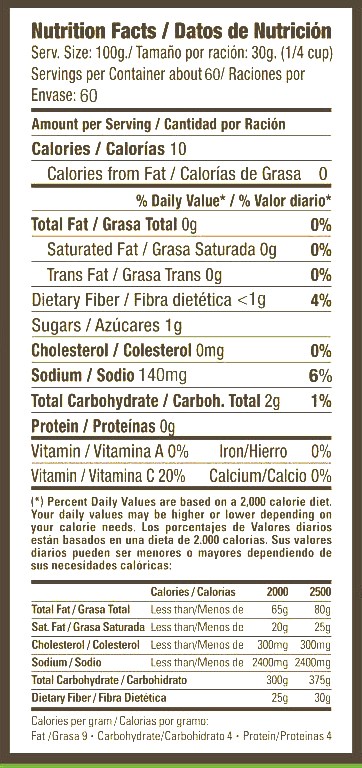 Nutrition Facts / Datos de Nutrición
Serv. Size: 100g./ Tamaño por ración: 30g. (1/4 cup)
Servings per Container about 60/ Raciones por
Envase: 60
Amount per Serving / Cantidad por Ración
Calories / Calorías 10
Calories from Fat / Calorías de Grasa 0
% Daily Value* / % Valor diario*
Total Fat / Grasa Total 0g 0%
Saturated Fat / Grasa Saturada 0g 0%
Trans Fat / Grasa Trans 0g 0%
Dietary Fiber / Fibra dietética <1g 4%
Sugars / Azúcares 1g
Cholesterol / Colesterol 0mg 0%
Sodium / Sodio 140mg 6%
Total Carbohydrate / Carboh. Total 2g 1%
Protein / Proteínas 0g
Vitamin / Vitamina A 0% Iron/Hierro 0%
Vitamin / Vitamina C 20% Calcium/Calcio 0%
(*) Percent Daily Values are based on a 2,000 calorie diet.
Your daily values may be higher or lower depending on
your calorie needs. Los porcentajes de Valores diarios
están basados en una dieta de 2.000 calorías. Sus valores
diarios pueden ser menores o mayores dependiendo de
sus necesidades calóricas:
Calories / Calorías 2000 2500
Total Fat / Grasa Total Less than/Menos de 65g 80g
Sat. Fat / Grasa Saturada Less than/Menos de 20g 25g
Cholesterol / Colesterol Less than/Menos de 300mg 300mg
Sodium / Sodio Less than/Menos de 2400mg 2400mg
Total Carbohydrate / Carbohidrato 300g 375g
Dietary Fiber / Fibra Dietética 25g 30g
Calories per gram / Calorías por gramo:
Fat /Grasa 9 • Carbohydrate/Carbohidrato 4 • Protein/Proteinas 4